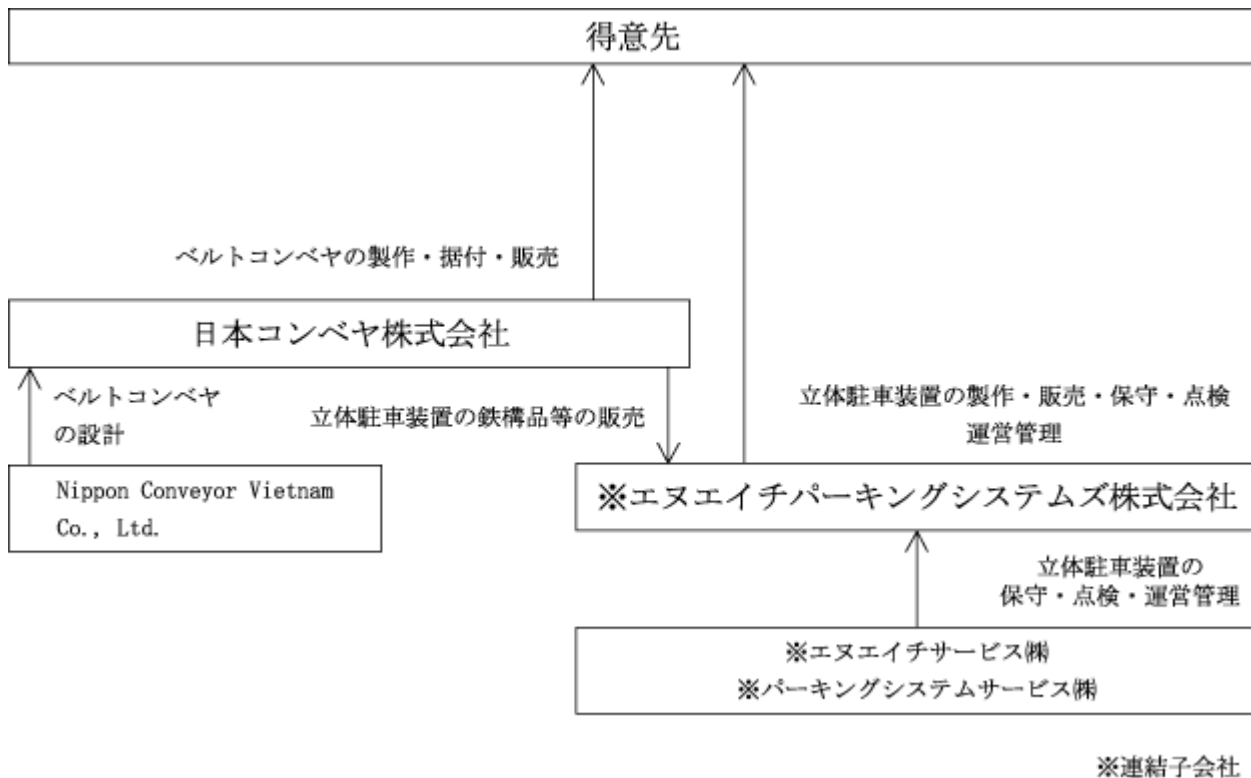 得意先
ベルトコンベヤの製作・据付・販売
日本コンベヤ株式会社
ベルトコンベヤ
の設計
立体駐車装置の鉄構品等の販売
立体駐車装置の製作・販売・保守・点検
運営管理
Nippon Conveyor Vietnam
Co., Ltd.
※エヌエイチパーキングシステムズ株式会社
立体駐車装置の
保守・点検・運営管理
※エヌエイチサービス㈱
※パーキングシステムサービス㈱
※連結子会社